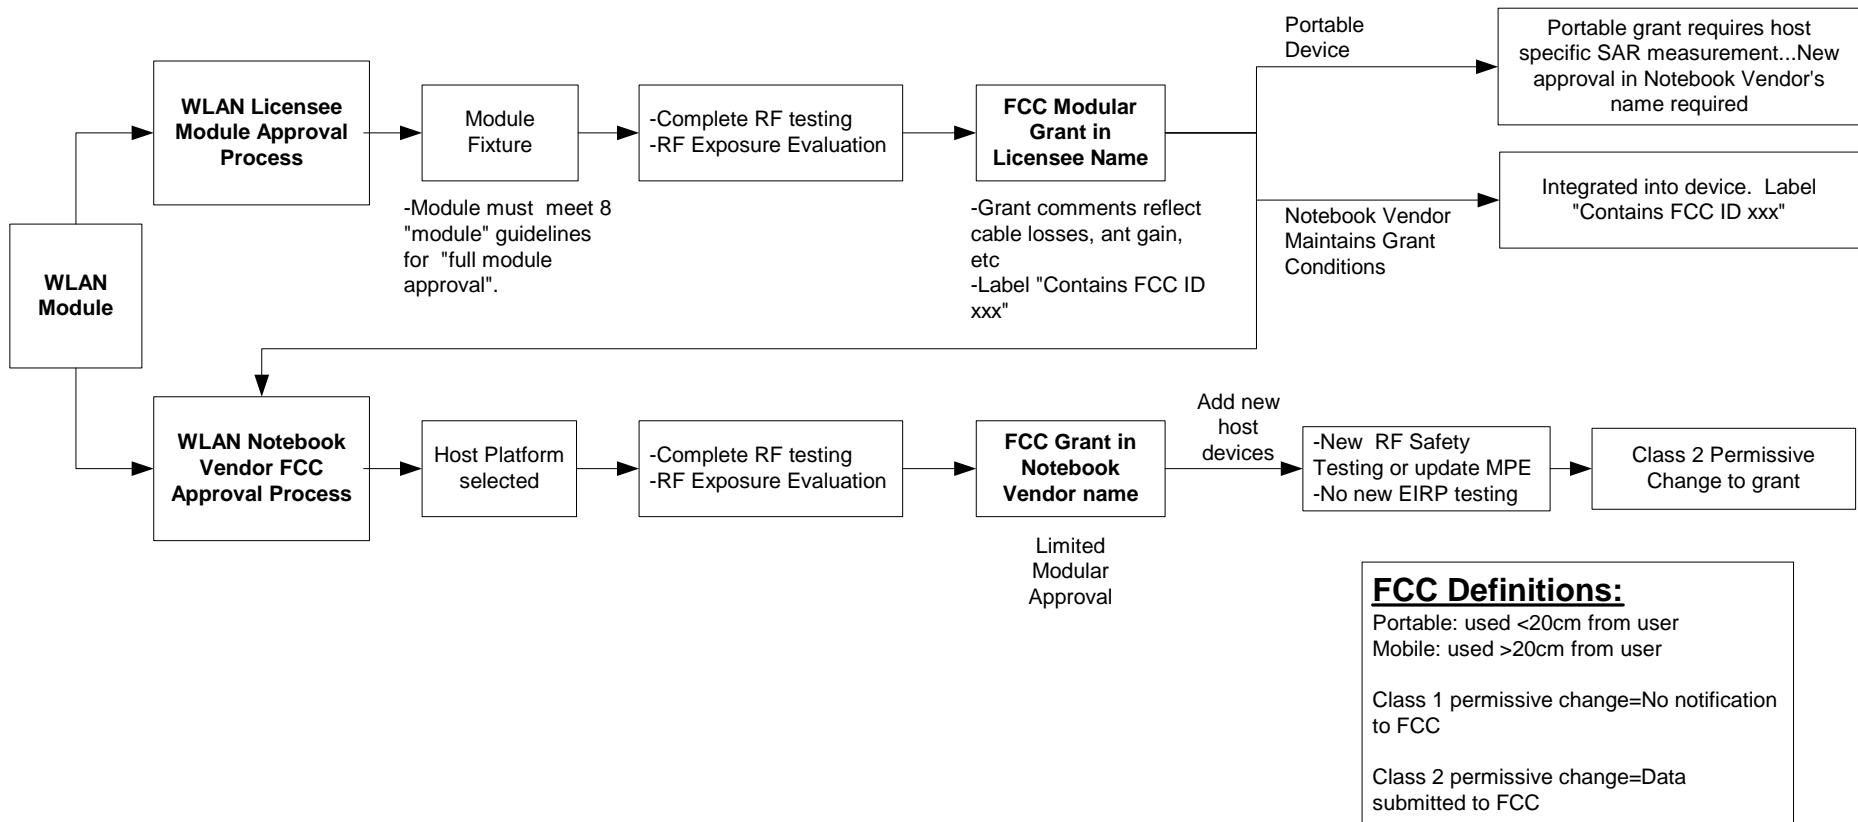 WLAN
Module
WLAN Licensee
Module Approval
Process
Module
Fixture
-Module must meet 8
"module" guidelines
for "full module
approval".
-Complete RF testing
-RF Exposure Evaluation
FCC Modular
Grant in
Licensee Name
-Grant comments reflect
cable losses, ant gain,
etc
-Label "Contains FCC ID
xxx"
Portable
Device
Portable grant requires host
specific SAR measurement...New
approval in Notebook Vendor's
name required
Notebook Vendor
Maintains Grant
Conditions
Integrated into device. Label
"Contains FCC ID xxx"
WLAN Notebook
Vendor FCC
Approval Process
Host Platform
selected
-Complete RF testing
-RF Exposure Evaluation
FCC Grant in
Notebook
Vendor name
Limited
Modular
Approval
Add new
host
devices
-New RF Safety
Testing or update MPE
-No new EIRP testing
Class 2 Permissive
Change to grant
FCC Definitions:
Portable: used <20cm from user
Mobile: used >20cm from user
Class 1 permissive change=No notification
to FCC
Class 2 permissive change=Data
submitted to FCC